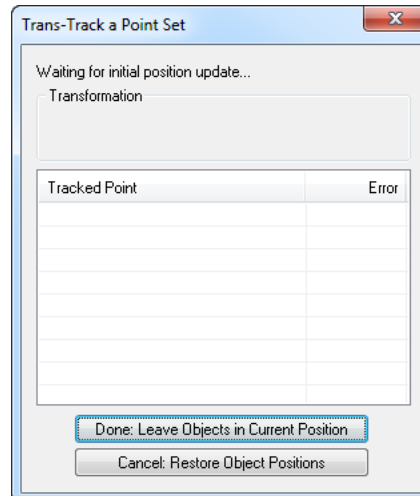 Trans-Track a Point Set
Waiting for initial position update...
Transformation
Tracked Point Error
Done: Leave Objects in Current Position
Cancel: Restore Object Positions